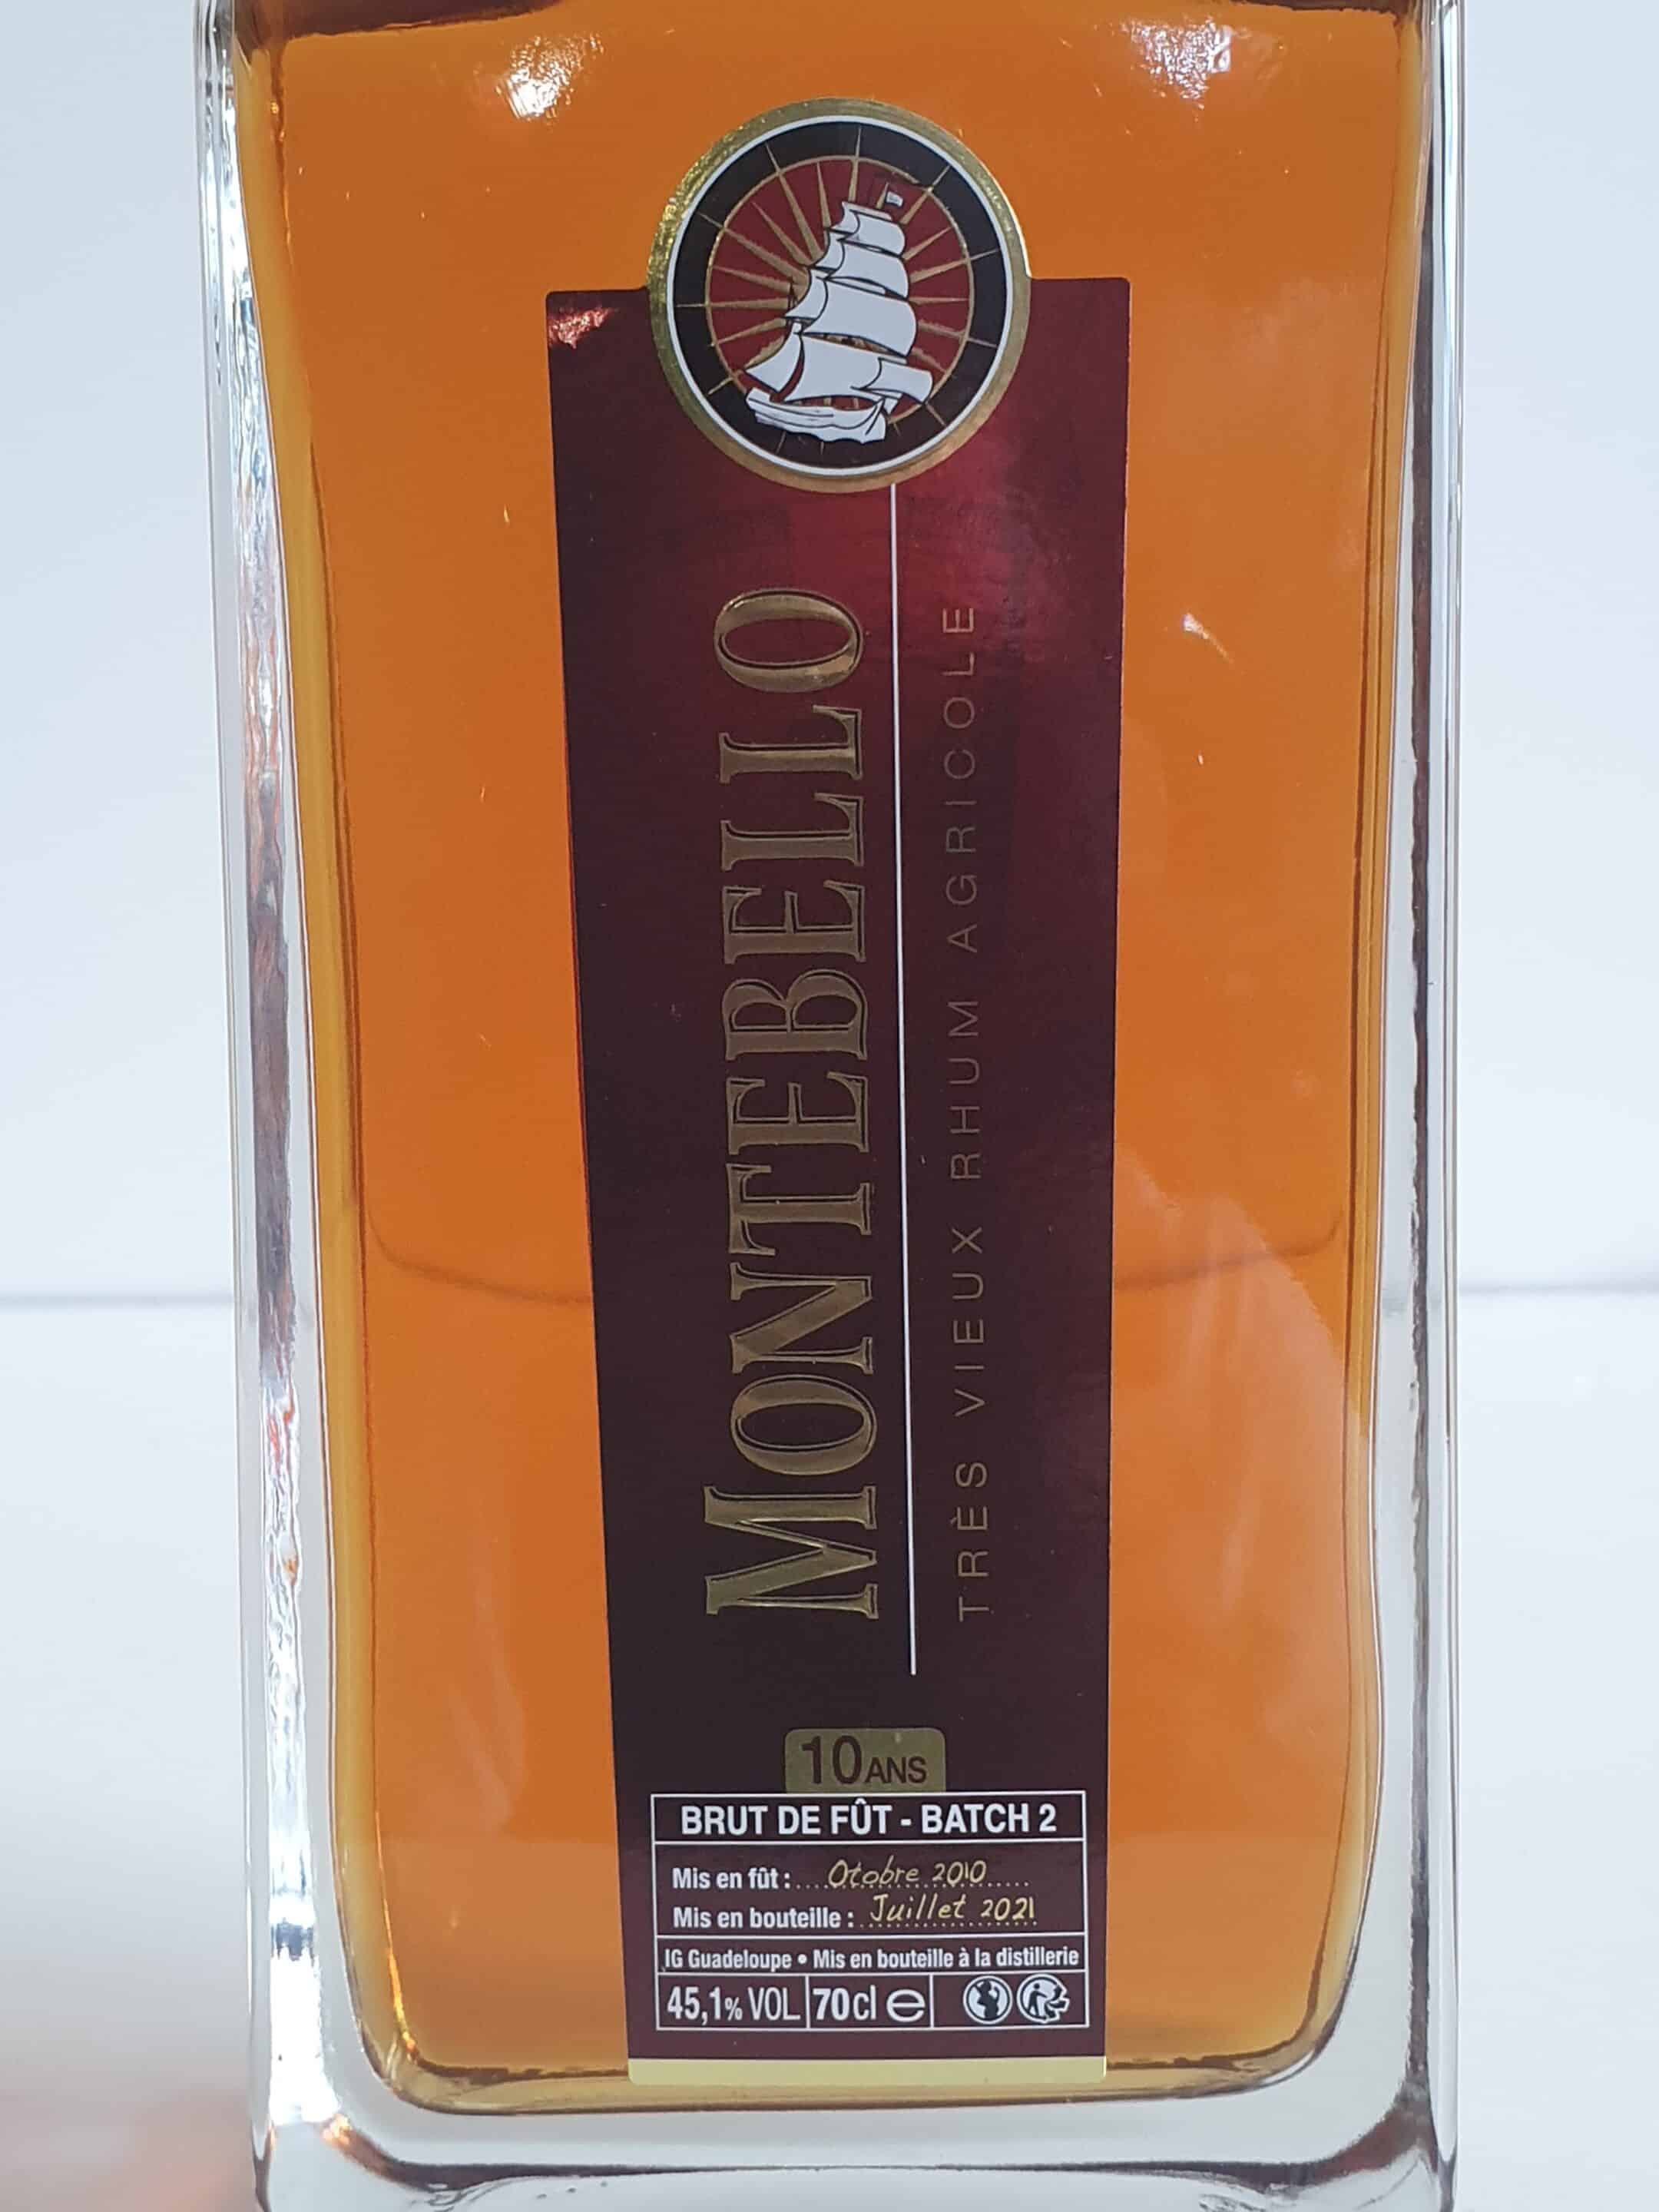 MONTEBELLO
TRÈS VIEUX RHUM AGRICOLE
10 ANS
BRUT DE FÛT - BATCH 2
Mis en fût : Otobre 2010
Mis en bouteille : Juillet 2021
IG Guadeloupe • Mis en bouteille à la distillerie
45,1% VOL 70cl e